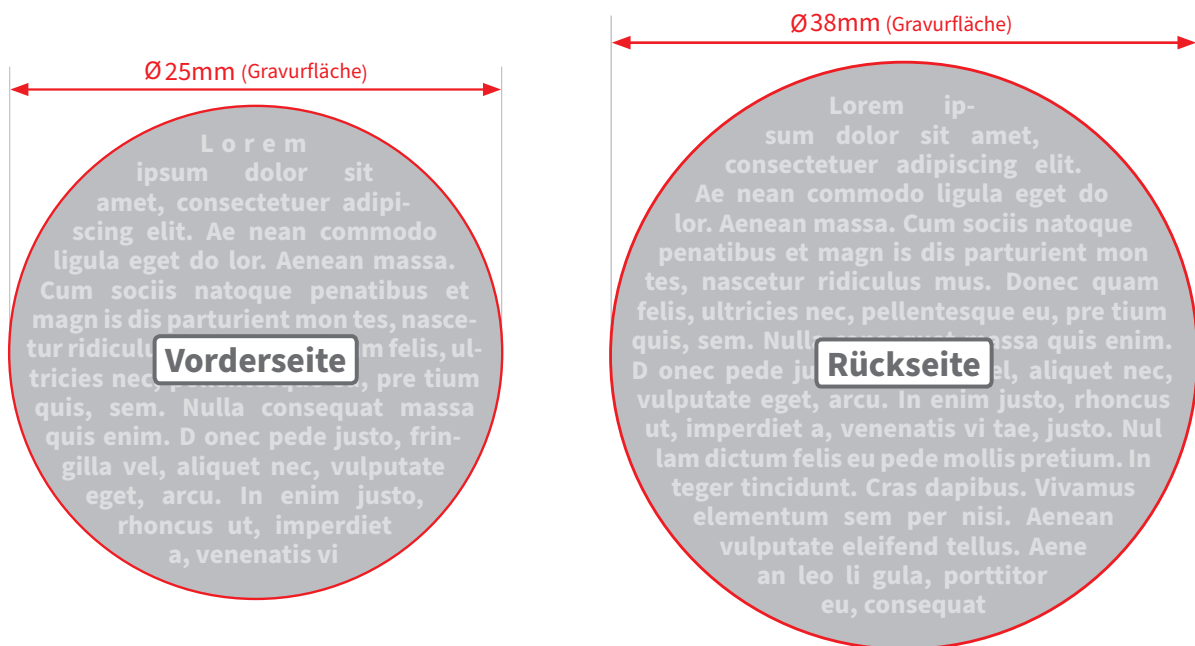 Ø25mm (Gravurfläche)
Lorem
ipsum dolor sit
amet, consectetuer adipi-
scing elit. Ae nean commodo
ligula eget do lor. Aenean massa.
Cum sociis natoque penatibus et
magn is dis parturient mon tes, nasce-
tur ridicul m felis, ul-
tricies nec, pre tium
quis, sem. Nulla consequat massa
quis enim. D onec pede justo, frin-
gilla vel, aliquet nec, vulputate
eget, arcu. In enim justo,
rhoncus ut, imperdiet
a, venenatis vi
Vorderseite
Ø38mm (Gravurfläche)
Lorem ip-
sum dolor sit amet,
consectetuer adipiscing elit.
Ae nean commodo ligula eget do
lor. Aenean massa. Cum sociis natoque
penatibus et magn is dis parturient mon
tes, nascetur ridiculus mus. Donec quam
felis, ultricies nec, pellentesque eu, pre tium
quis, sem. Null assa quis enim.
D onec pede ju el, aliquet nec,
vulputate eget, arcu. In enim justo, rhoncus
ut, imperdiet a, venenatis vi tae, justo. Nul
lam dictum felis eu pede mollis pretium. In
teger tincidunt. Cras dapibus. Vivamus
elementum sem per nisi. Aenean
vulputate eleifend tellus. Aene
an leo li gula, porttitor
eu, consequat
Rückseite